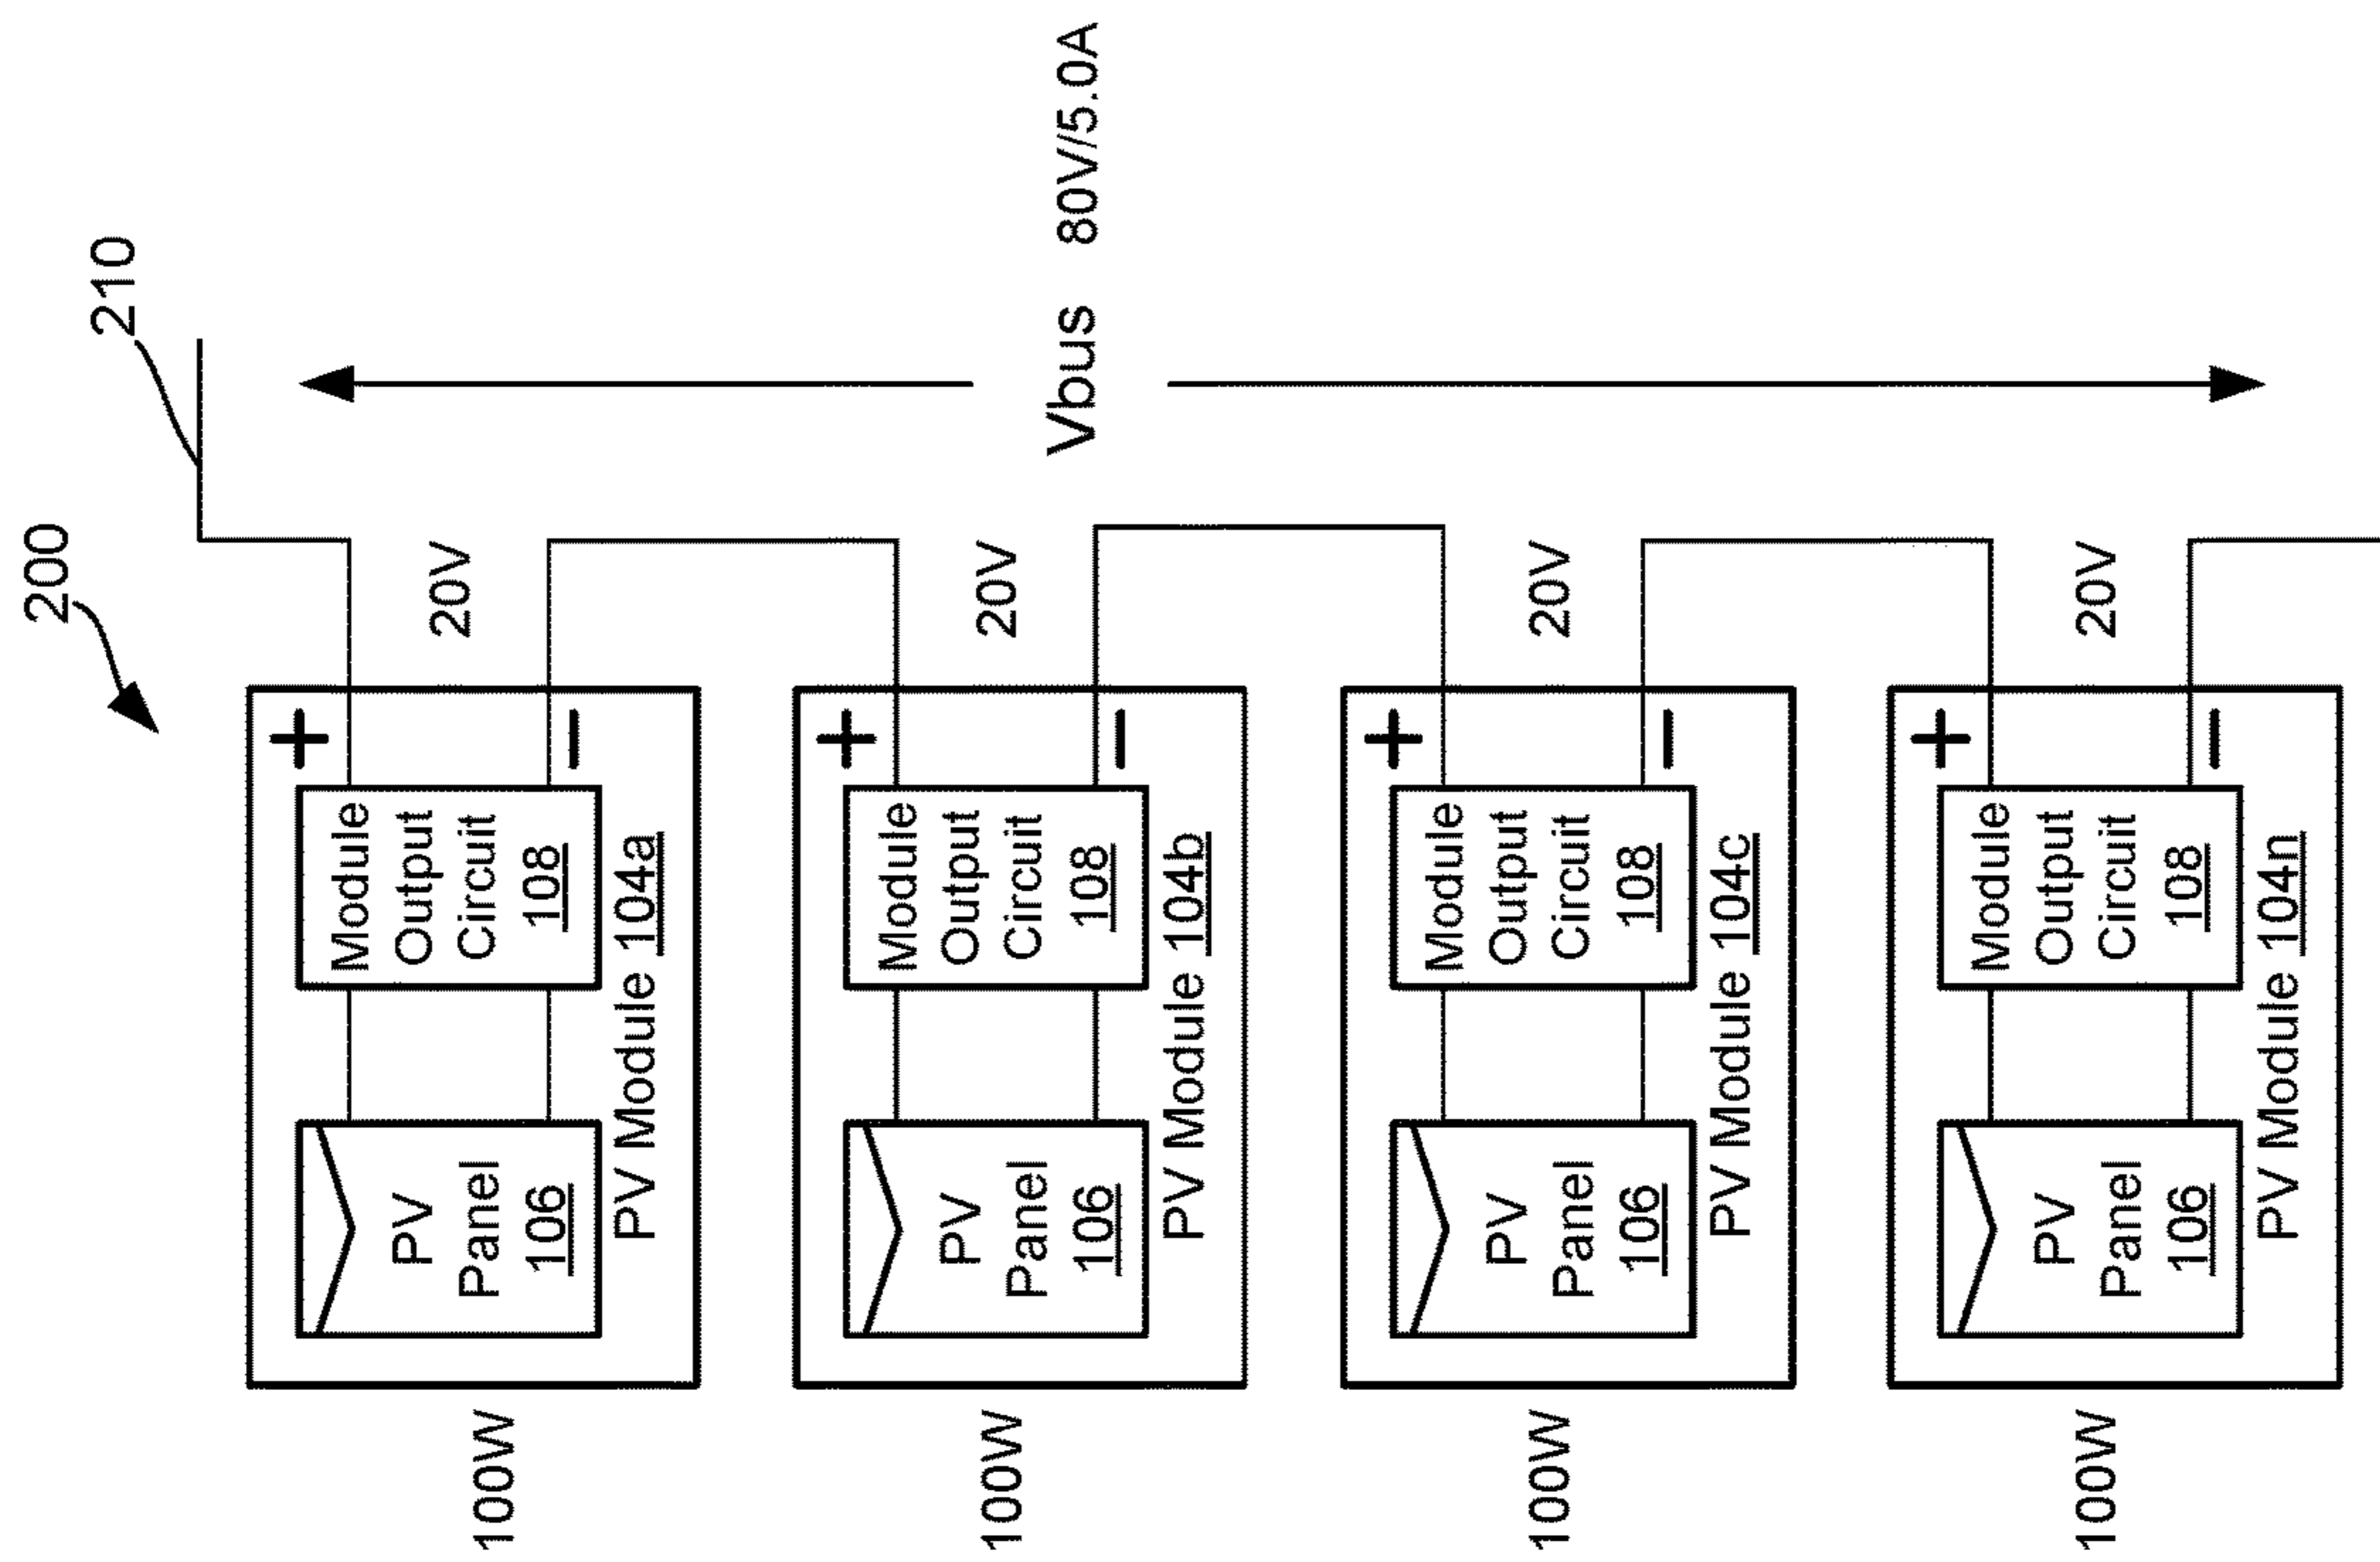 200
210
100W
PV
Panel
106
Module
Output
Circuit
108
PV Module 104a
+
−
20V
100W
PV
Panel
106
Module
Output
Circuit
108
PV Module 104b
+
−
20V
Vbus 80V/5.0A
100W
PV
Panel
106
Module
Output
Circuit
108
PV Module 104c
+
−
20V
100W
PV
Panel
106
Module
Output
Circuit
108
PV Module 104n
+
−
20V